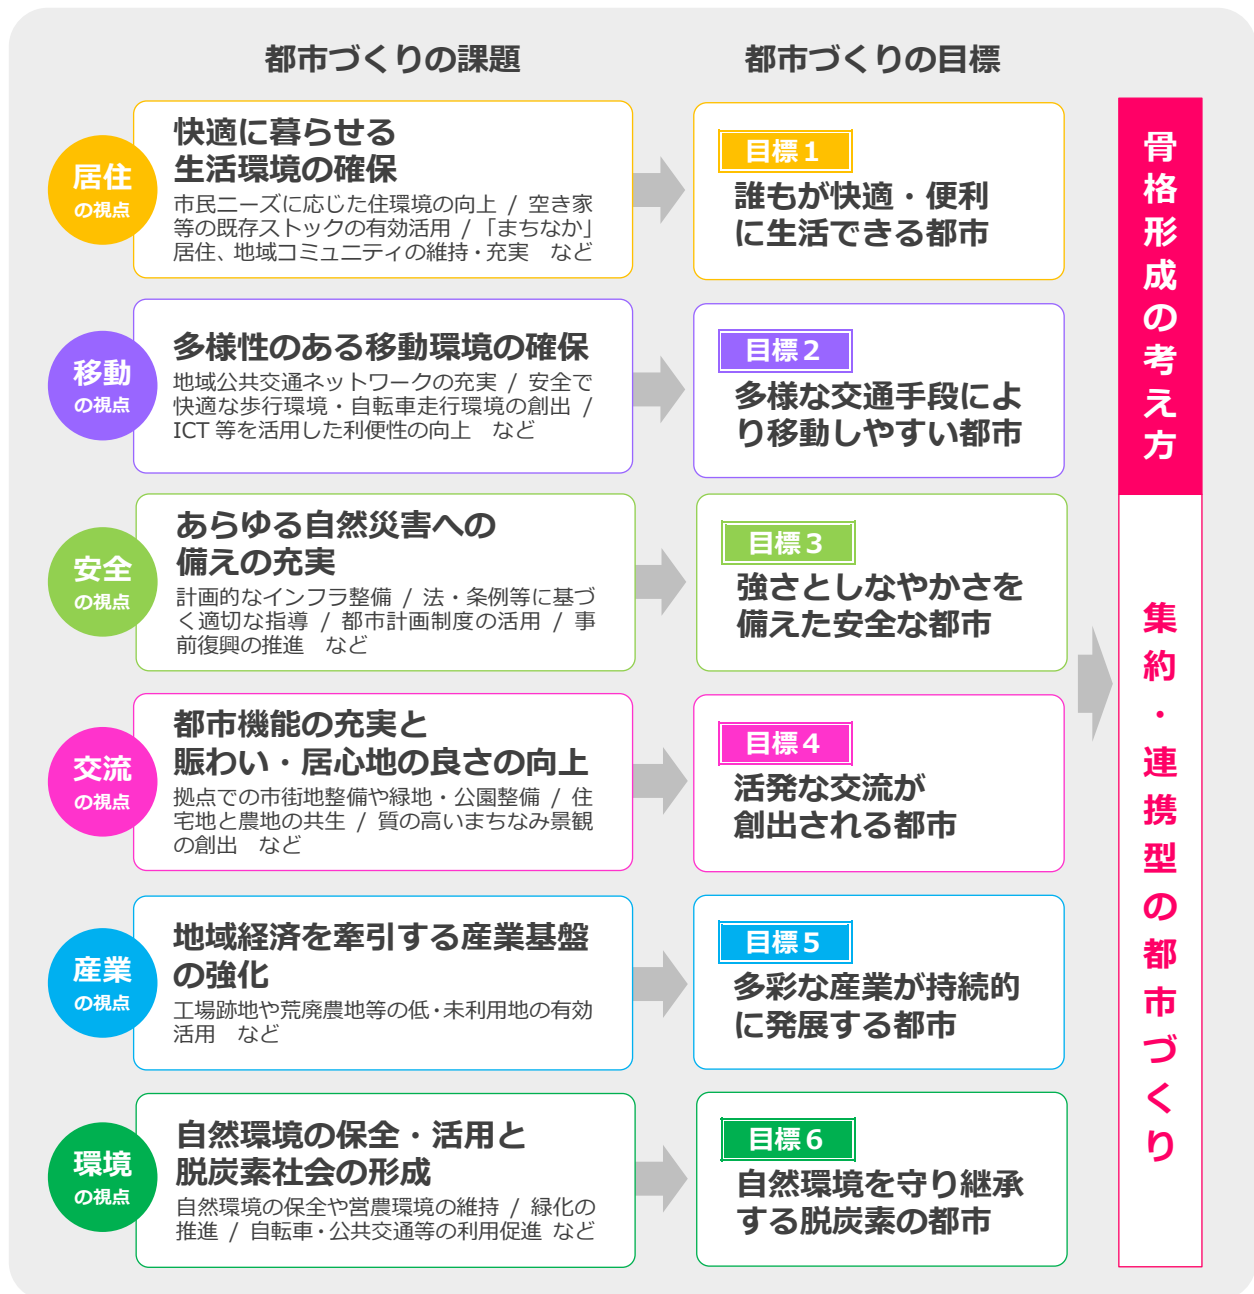 都市づくりの課題
都市づくりの目標
居住
の視点
快適に暮らせる
生活環境の確保
市民ニーズに応じた住環境の向上 / 空き家
等の既存ストックの有効活用 / 「まちなか」
居住、地域コミュニティの維持・充実　など
目標１
誰もが快適・便利
に生活できる都市
移動
の視点
多様性のある移動環境の確保
地域公共交通ネットワークの充実 / 安全で
快適な歩行環境・自転車走行環境の創出 /
ICT 等を活用した利便性の向上　など
目標２
多様な交通手段によ
り移動しやすい都市
安全
の視点
あらゆる自然災害への
備えの充実
計画的なインフラ整備 / 法・条例等に基づ
く適切な指導 / 都市計画制度の活用 / 事
前復興の推進　など
目標３
強さとしなやかさを
備えた安全な都市
交流
の視点
都市機能の充実と
賑わい・居心地の良さの向上
拠点での市街地整備や緑地・公園整備 / 住
宅地と農地の共生 / 質の高いまちなみ景観
の創出　など
目標４
活発な交流が
創出される都市
産業
の視点
地域経済を牽引する産業基盤
の強化
工場跡地や荒廃農地等の低・未利用地の有効
活用　など
目標５
多彩な産業が持続的
に発展する都市
環境
の視点
自然環境の保全・活用と
脱炭素社会の形成
自然環境の保全や営農環境の維持 / 緑化の
推進 / 自転車・公共交通等の利用促進 など
目標６
自然環境を守り継承
する脱炭素の都市
骨格形成の考え方
集約・連携型の都市づくり